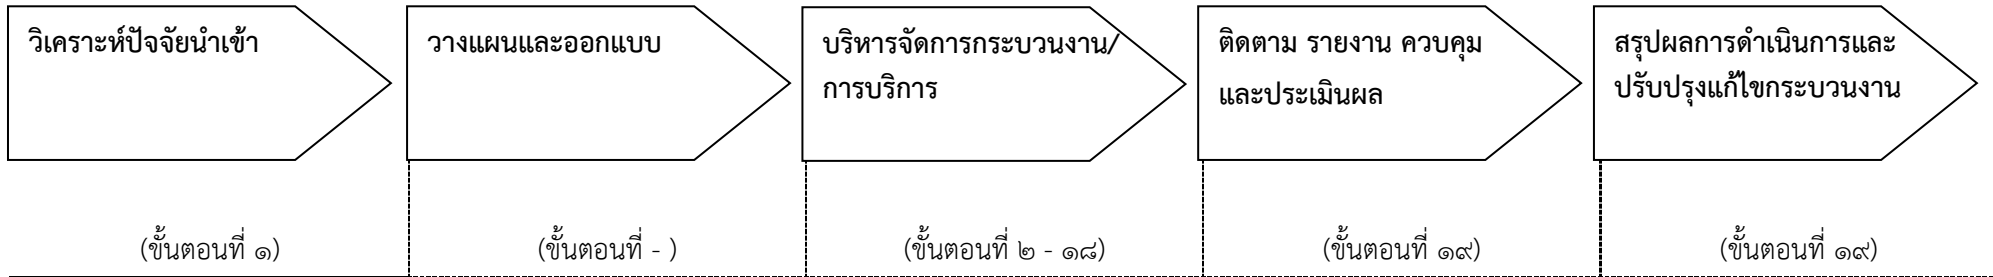 วิเคราะห์ปัจจัยนำเข้า
วางแผนและออกแบบ
บริหารจัดการกระบวนงาน/
การบริการ
ติดตาม รายงาน ควบคุม
และประเมินผล
สรุปผลการดำเนินการและ
ปรับปรุงแก้ไขกระบวนงาน
(ขั้นตอนที่ ๑)
(ขั้นตอนที่ - )
(ขั้นตอนที่ ๒ - ๑๘)
(ขั้นตอนที่ ๑๙)
(ขั้นตอนที่ ๑๙)